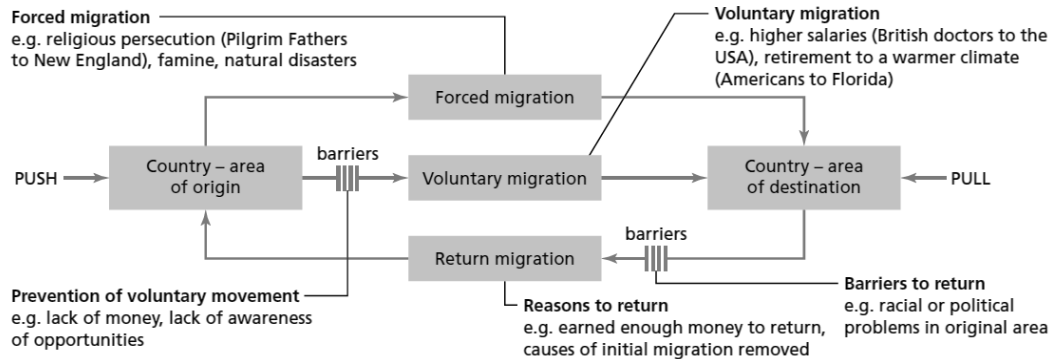 Forced migration
e.g. religious persecution (Pilgrim Fathers
to New England), famine, natural disasters
Voluntary migration
e.g. higher salaries (British doctors to the
USA), retirement to a warmer climate
(Americans to Florida)
Forced migration
PUSH
Country – area
of origin
barriers
Voluntary migration
Country – area
of destination
PULL
Return migration
barriers
Prevention of voluntary movement
e.g. lack of money, lack of awareness
of opportunities
Reasons to return
e.g. earned enough money to return,
causes of initial migration removed
Barriers to return
e.g. racial or political
problems in original area